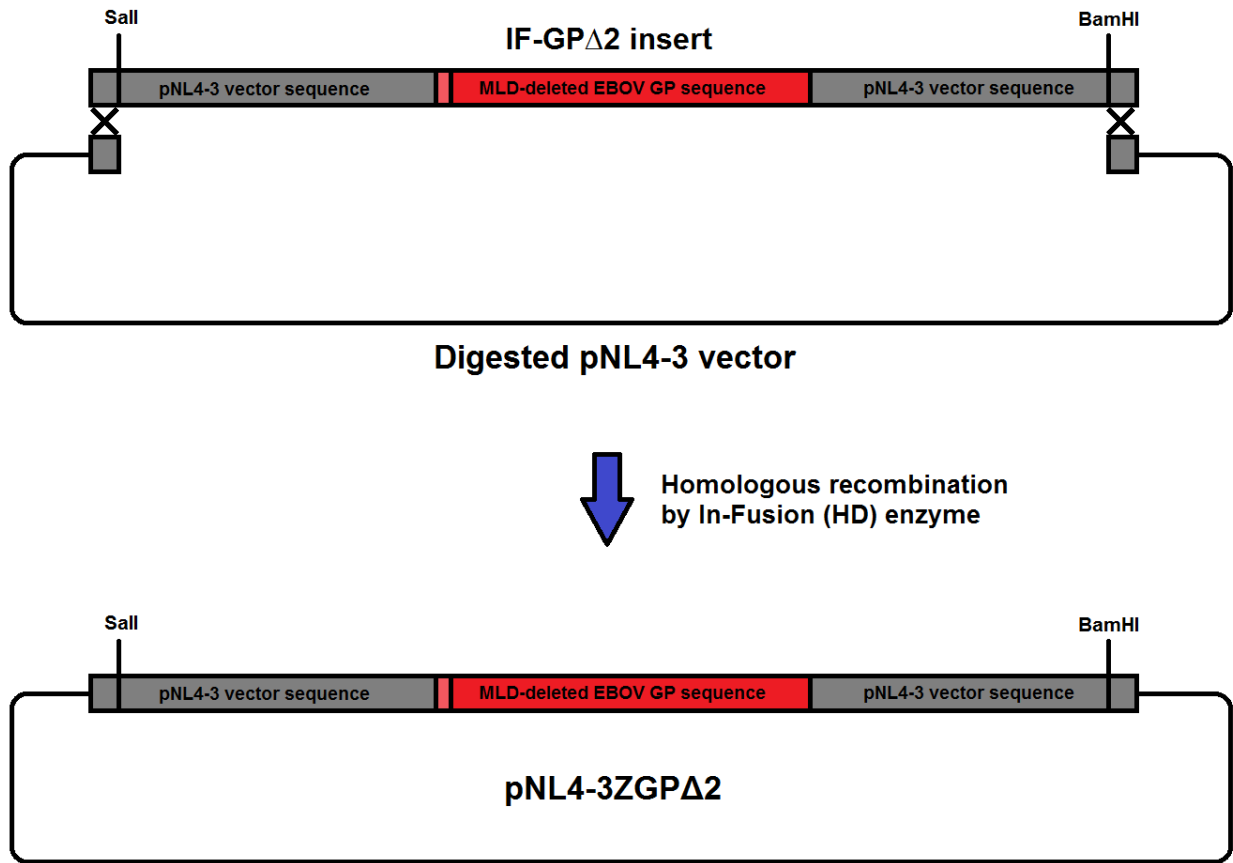 SalI
BamHI
IF-GPΔ2 insert
pNL4-3 vector sequence
MLD-deleted EBOV GP sequence
pNL4-3 vector sequence
Digested pNL4-3 vector
Homologous recombination
by In-Fusion (HD) enzyme
SalI
BamHI
pNL4-3 vector sequence
MLD-deleted EBOV GP sequence
pNL4-3 vector sequence
pNL4-3ZGPΔ2